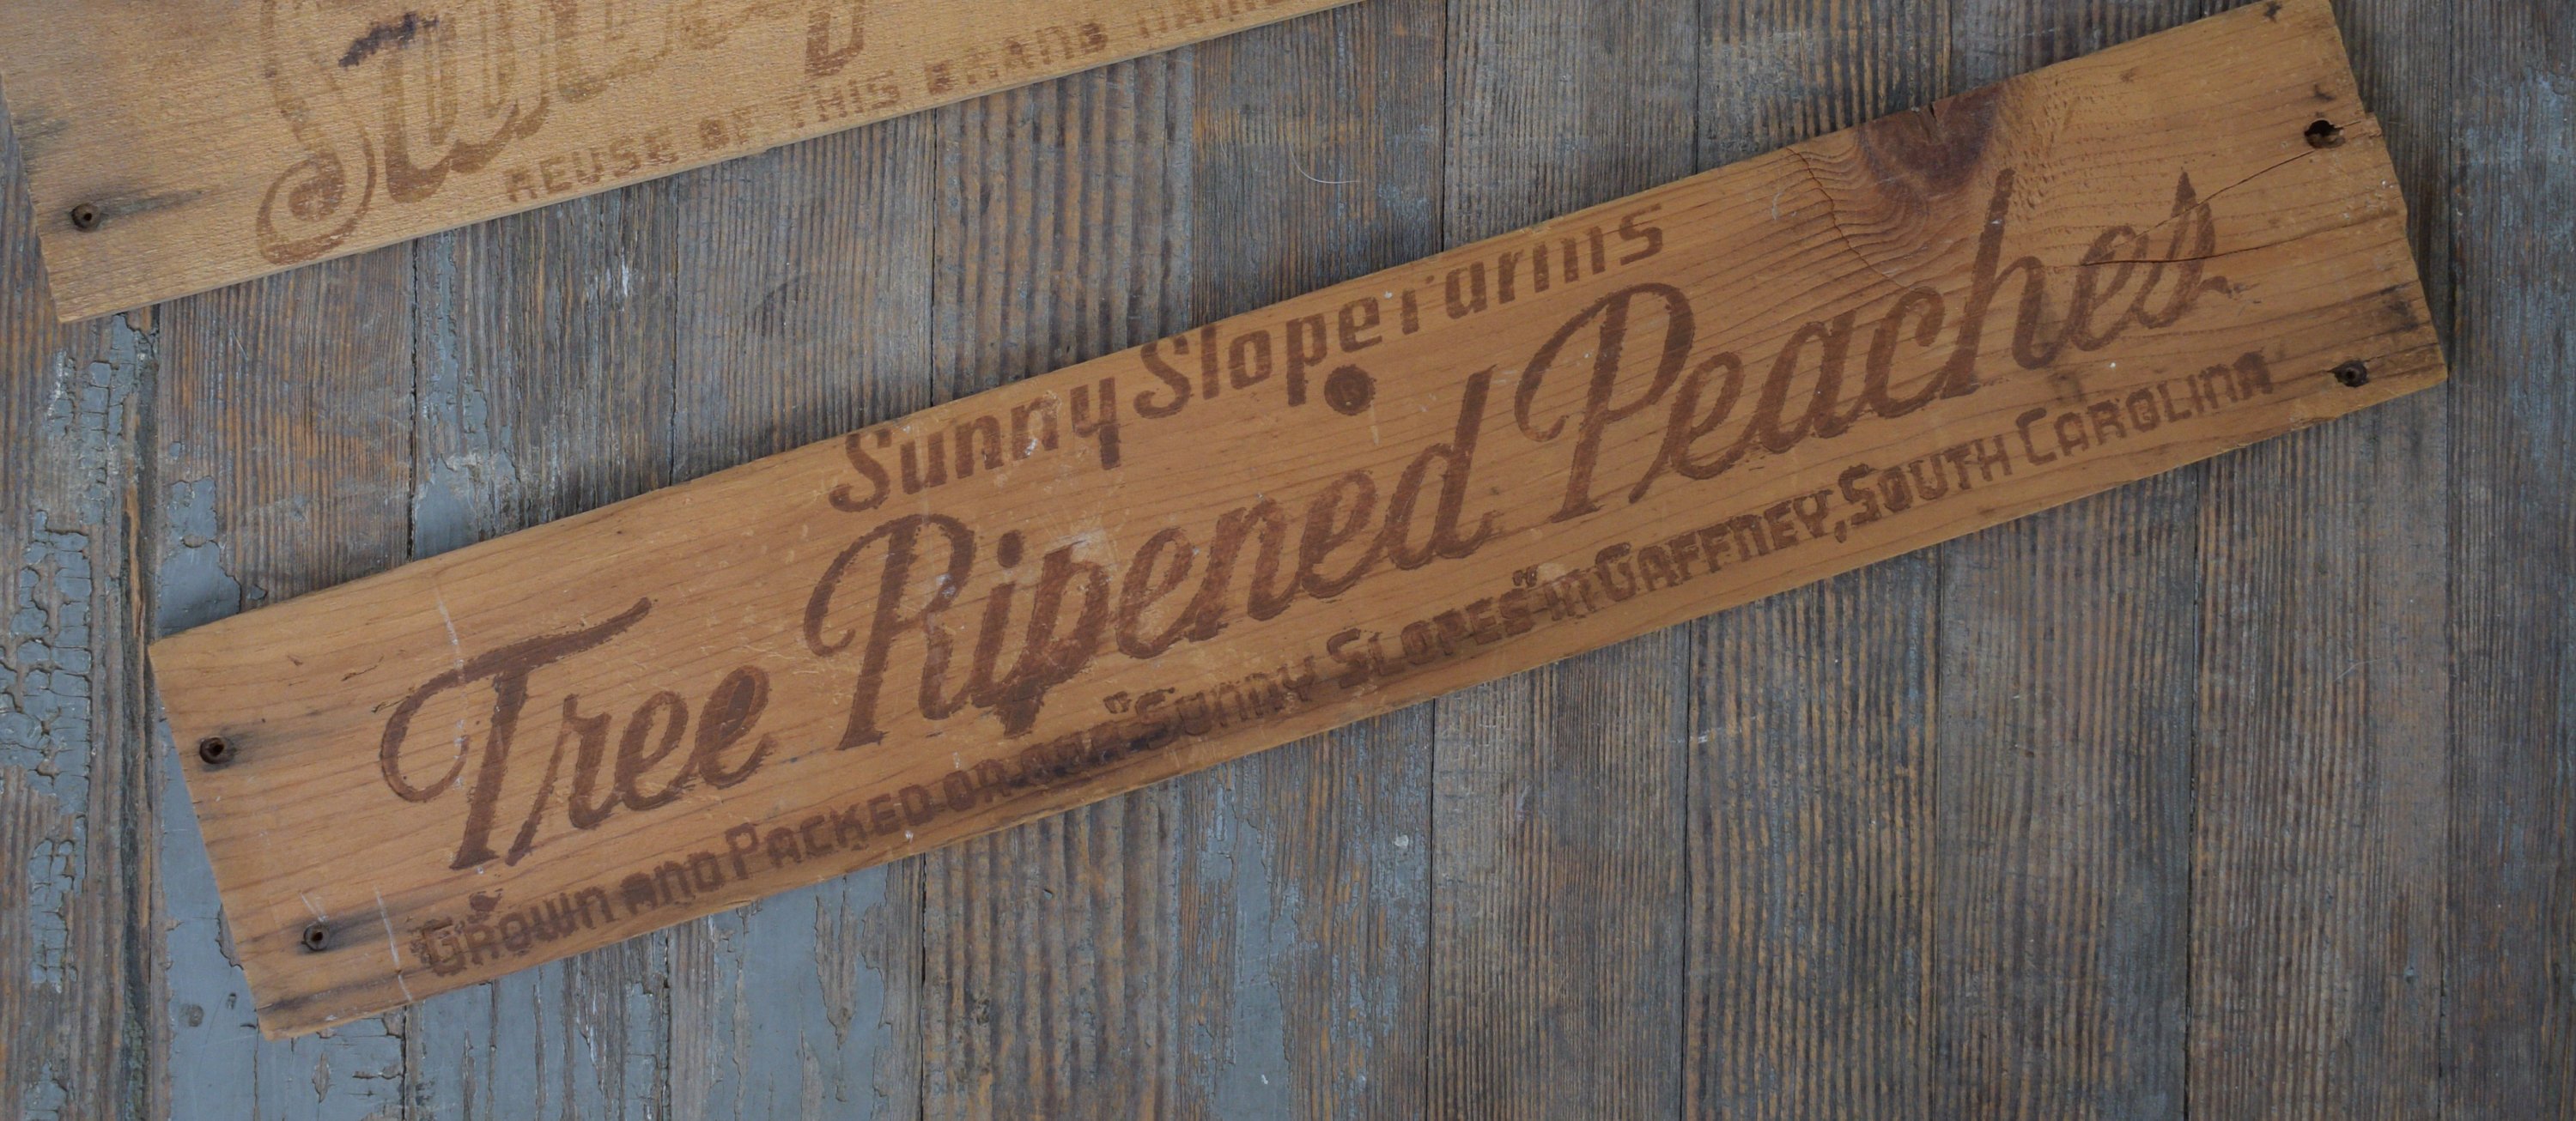 REUSE OF THIS BRAND
Sunny Slope Farms
®
Tree Ripened Peaches
GROWN AND PACKED ON OUR "SUNNY SLOPES" IN GAFFNEY, SOUTH CAROLINA